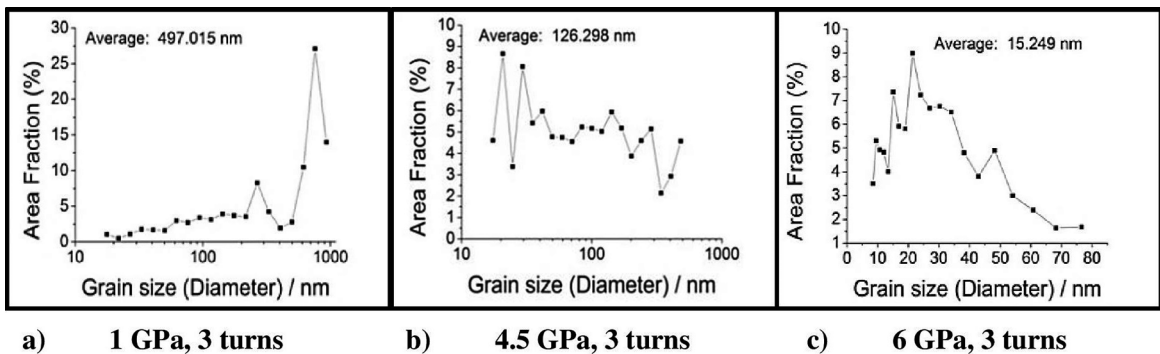 Average: 497.015 nm
Area Fraction (%)
30
25
20
15
10
5
0
10 100 1000
Grain size (Diameter) / nm
Average: 126.298 nm
Area Fraction (%)
10
9
8
7
6
5
4
3
2
1
0
10 100 1000
Grain size (Diameter) / nm
Average: 15.249 nm
Area Fraction (%)
10
9
8
7
6
5
4
3
2
1
0 10 20 30 40 50 60 70 80
Grain size (Diameter) / nm
a) 1 GPa, 3 turns
b) 4.5 GPa, 3 turns
c) 6 GPa, 3 turns